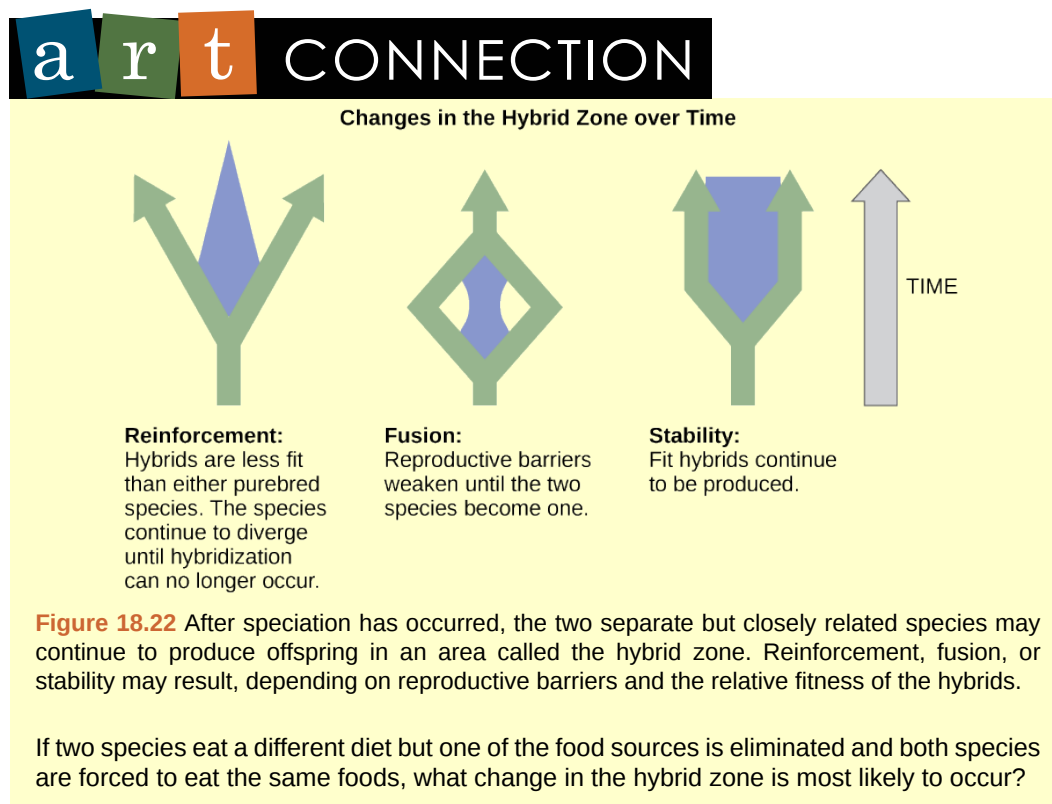 art CONNECTION
Changes in the Hybrid Zone over Time
TIME
Reinforcement:
Hybrids are less fit
than either purebred
species. The species
continue to diverge
until hybridization
can no longer occur.
Fusion:
Reproductive barriers
weaken until the two
species become one.
Stability:
Fit hybrids continue
to be produced.
Figure 18.22 After speciation has occurred, the two separate but closely related species may
continue to produce offspring in an area called the hybrid zone. Reinforcement, fusion, or
stability may result, depending on reproductive barriers and the relative fitness of the hybrids.
If two species eat a different diet but one of the food sources is eliminated and both species
are forced to eat the same foods, what change in the hybrid zone is most likely to occur?